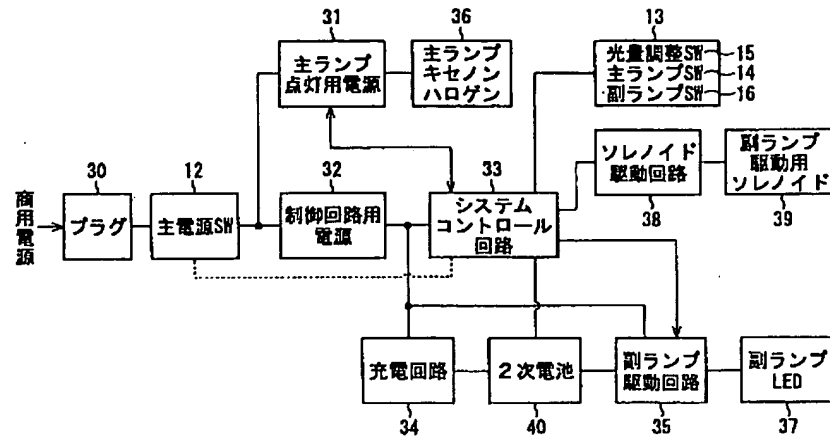 31
主ランプ
点灯用電源
36
主ランプ
キセノン
ハロゲン
13
光量調整SW
15
主ランプSW
14
副ランプSW
16
商用電源
30
プラグ
12
主電源SW
32
制御回路用
電源
33
システム
コントロール
回路
ソレノイド
駆動回路
38
副ランプ
駆動用
ソレノイド
39
充電回路
34
2次電池
40
副ランプ
駆動回路
35
副ランプ
LED
37